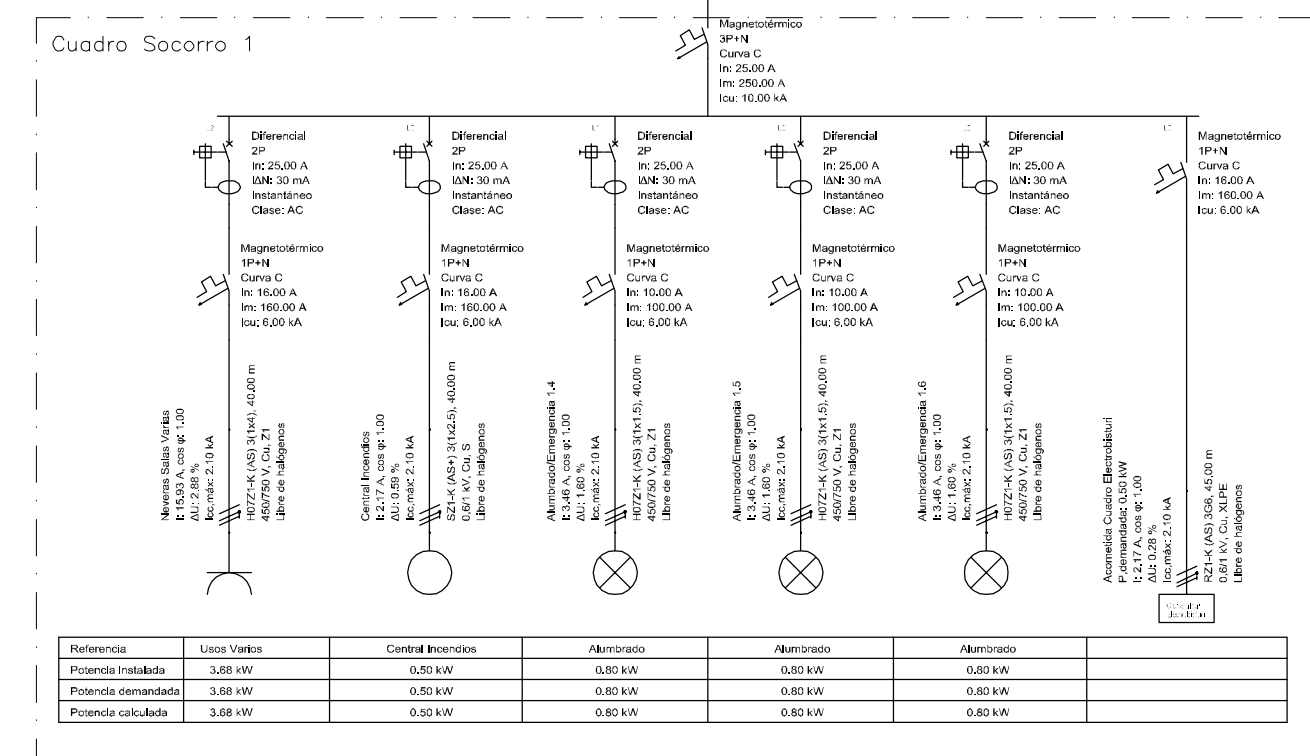 Cuadro Socorro 1
Magnetotérmico
3P+N
Curva C
In: 25.00 A
Im: 250.00 A
Icu: 10.00 kA
L2
Diferencial
2P
In: 25.00 A
IΔN: 30 mA
Instantáneo
Clase: AC
Magnetotérmico
1P+N
Curva C
In: 16.00 A
Im: 160.00 A
Icu: 6.00 kA
Neveras Salas Varias
I: 15.93 A, cos φ: 1.00
ΔU: 2.88 %
Icc,máx: 2.10 kA
H07Z1-K (AS) 3(1x4), 40.00 m
450/750 V, Cu, Z1
Libre de halógenos
Diferencial
2P
In: 25.00 A
IΔN: 30 mA
Instantáneo
Clase: AC
Magnetotérmico
1P+N
Curva C
In: 16.00 A
Im: 160.00 A
Icu: 6.00 kA
Central Incendios
I: 2.17 A, cos φ: 1.00
ΔU: 0.59 %
Icc,máx: 2.10 kA
SZ1-K (AS+) 3(1x2.5), 40.00 m
0,6/1 kV, Cu, S
Libre de halógenos
Diferencial
2P
In: 25.00 A
IΔN: 30 mA
Instantáneo
Clase: AC
Magnetotérmico
1P+N
Curva C
In: 10.00 A
Im: 100.00 A
Icu: 6.00 kA
Alumbrado/Emergencia 1.4
I: 3.46 A, cos φ: 1.00
ΔU: 1.60 %
Icc,máx: 2.10 kA
H07Z1-K (AS) 3(1x1.5), 40.00 m
450/750 V, Cu, Z1
Libre de halógenos
Diferencial
2P
In: 25.00 A
IΔN: 30 mA
Instantáneo
Clase: AC
Magnetotérmico
1P+N
Curva C
In: 10.00 A
Im: 100.00 A
Icu: 6.00 kA
Alumbrado/Emergencia 1.5
I: 3.46 A, cos φ: 1.00
ΔU: 1.60 %
Icc,máx: 2.10 kA
H07Z1-K (AS) 3(1x1.5), 40.00 m
450/750 V, Cu, Z1
Libre de halógenos
Diferencial
2P
In: 25.00 A
IΔN: 30 mA
Instantáneo
Clase: AC
Magnetotérmico
1P+N
Curva C
In: 10.00 A
Im: 100.00 A
Icu: 6.00 kA
Alumbrado/Emergencia 1.6
I: 3.46 A, cos φ: 1.00
ΔU: 1.60 %
Icc,máx: 2.10 kA
H07Z1-K (AS) 3(1x1.5), 40.00 m
450/750 V, Cu, Z1
Libre de halógenos
Magnetotérmico
1P+N
Curva C
In: 16.00 A
Im: 160.00 A
Icu: 6.00 kA
Acometida Cuadro Electrobisturi
P,demandada: 0,50 kW
I: 2,17 A, cos φ: 1,00
ΔU: 0.28 %
Icc,máx: 2.10 kA
RZ1-K (AS) 3G6, 45,00 m
0,6/1 kV, Cu, XLPE
Libre de halógenos
Referencia Usos Varios Central Incendios Alumbrado Alumbrado Alumbrado
Potencia Instalada 3.68 kW 0.50 kW 0.80 kW 0.80 kW 0.80 kW
Potencia demandada 3.68 kW 0.50 kW 0.80 kW 0.80 kW 0.80 kW
Potencia calculada 3.68 kW 0.50 kW 0.80 kW 0.80 kW 0.80 kW